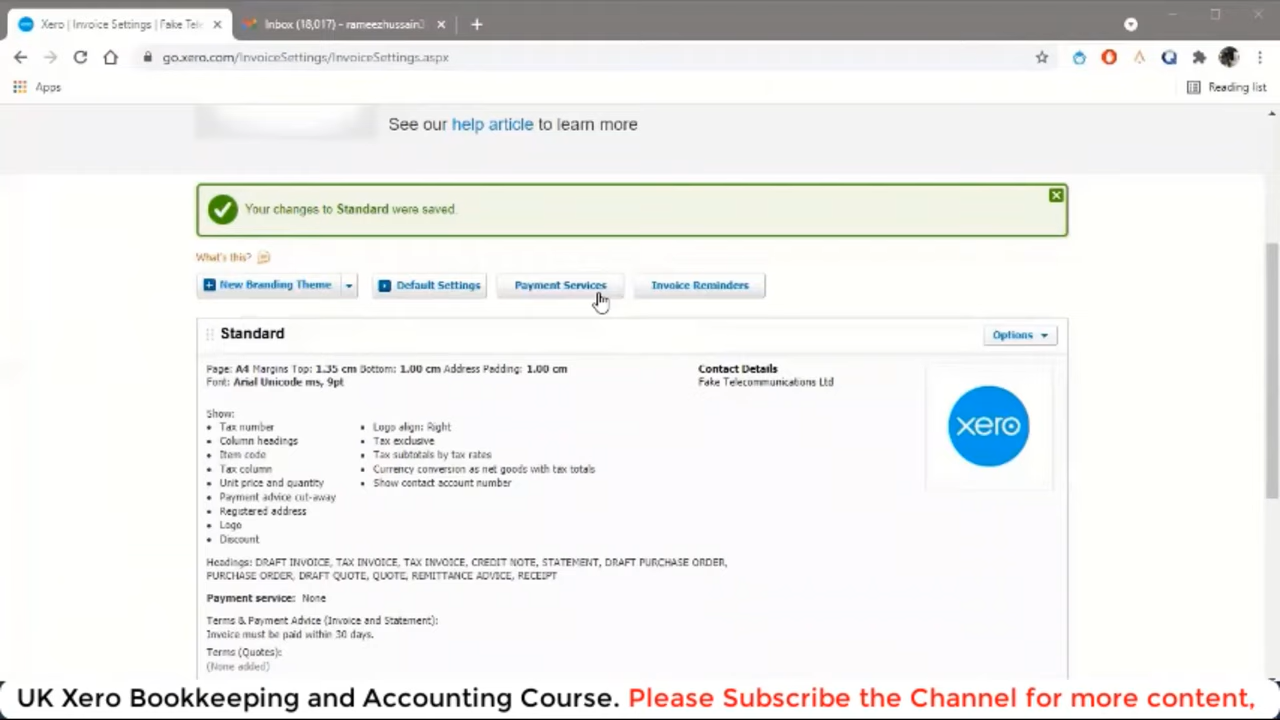 Xero | Invoice Settings | Fake Tele
Inbox (18,017) - rameezhussain
go.xero.com/InvoiceSettings/InvoiceSettings.aspx
Apps
Reading list
See our help article to learn more
Your changes to Standard were saved.
What's this?
New Branding Theme
Default Settings
Payment Services
Invoice Reminders
Standard
Options
Page: A4 Margins Top: 1.35 cm Bottom: 1.00 cm Address Padding: 1.00 cm
Font: Arial Unicode ms, 9pt
Contact Details
Fake Telecommunications Ltd
xero
Show:
• Tax number
• Column headings
• Item code
• Tax column
• Unit price and quantity
• Payment advice cut-away
• Registered address
• Logo
• Discount
• Logo align: Right
• Tax exclusive
• Tax subtotals by tax rates
• Currency conversion as net goods with tax totals
• Show contact account number
Headings: DRAFT INVOICE, TAX INVOICE, TAX INVOICE, CREDIT NOTE, STATEMENT, DRAFT PURCHASE ORDER,
PURCHASE ORDER, DRAFT QUOTE, QUOTE, REMITTANCE ADVICE, RECEIPT
Payment service: None
Terms & Payment Advice (Invoice and Statement):
Invoice must be paid within 30 days.
Terms (Quotes):
(None added)
UK Xero Bookkeeping and Accounting Course. Please Subscribe the Channel for more content,